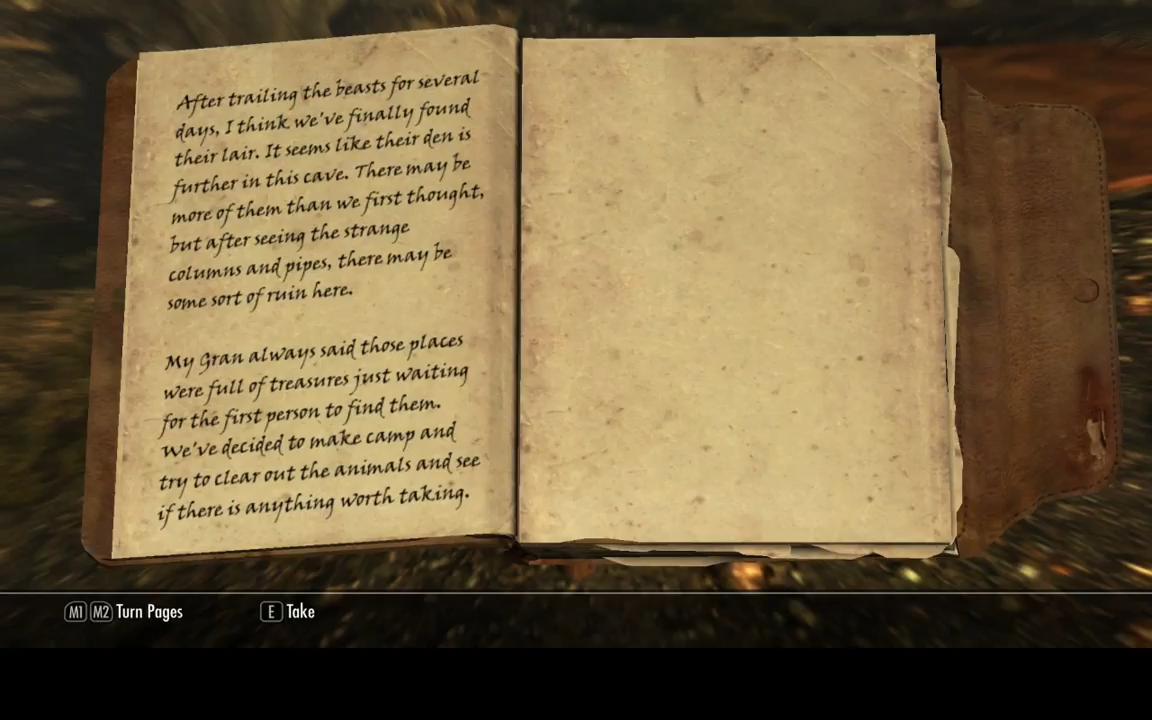 After trailing the beasts for several
days, I think we've finally found
their lair. It seems like their den is
further in this cave. There may be
more of them than we first thought,
but after seeing the strange
columns and pipes, there may be
some sort of ruin here.
My Gran always said those places
were full of treasures just waiting
for the first person to find them.
We've decided to make camp and
try to clear out the animals and see
if there is anything worth taking.
M1 M2 Turn Pages
E Take